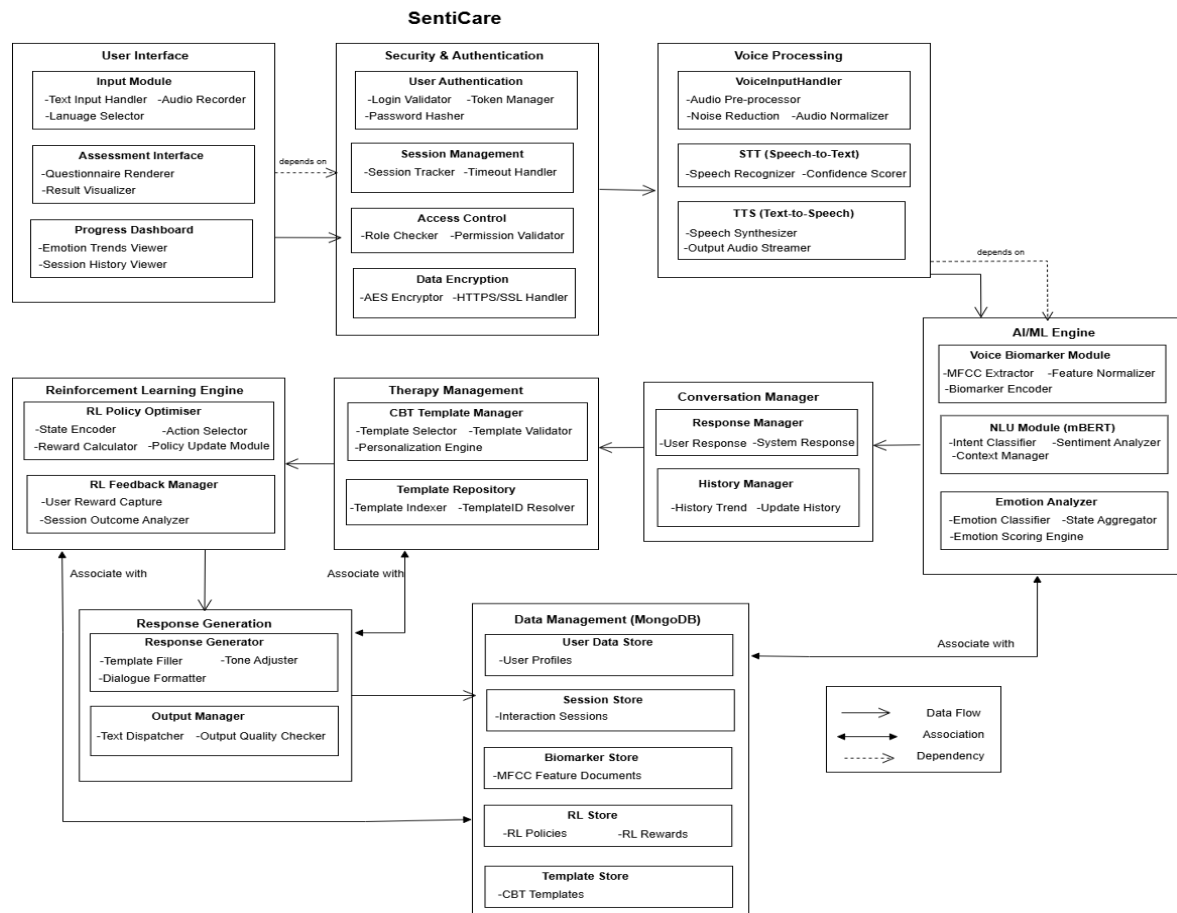 SentiCare
User Interface
Input Module
-Text Input Handler -Audio Recorder
-Lanuage Selector
Assessment Interface
-Questionnaire Renderer
-Result Visualizer
Progress Dashboard
-Emotion Trends Viewer
-Session History Viewer
depends on
Security & Authentication
User Authentication
-Login Validator -Token Manager
-Password Hasher
Session Management
-Session Tracker -Timeout Handler
Access Control
-Role Checker -Permission Validator
Data Encryption
-AES Encryptor -HTTPS/SSL Handler
Voice Processing
VoiceInputHandler
-Audio Pre-processor
-Noise Reduction -Audio Normalizer
STT (Speech-to-Text)
-Speech Recognizer -Confidence Scorer
TTS (Text-to-Speech)
-Speech Synthesizer
-Output Audio Streamer
depends on
AI/ML Engine
Voice Biomarker Module
-MFCC Extractor -Feature Normalizer
-Biomarker Encoder
NLU Module (mBERT)
-Intent Classifier -Sentiment Analyzer
-Context Manager
Emotion Analyzer
-Emotion Classifier -State Aggregator
-Emotion Scoring Engine
Conversation Manager
Response Manager
-User Response -System Response
History Manager
-History Trend -Update History
Therapy Management
CBT Template Manager
-Template Selector -Template Validator
-Personalization Engine
Template Repository
-Template Indexer -TemplateID Resolver
Reinforcement Learning Engine
RL Policy Optimiser
-State Encoder -Action Selector
-Reward Calculator -Policy Update Module
RL Feedback Manager
-User Reward Capture
-Session Outcome Analyzer
Associate with
Associate with
Response Generation
Response Generator
-Template Filler -Tone Adjuster
-Dialogue Formatter
Output Manager
-Text Dispatcher -Output Quality Checker
Data Management (MongoDB)
User Data Store
-User Profiles
Session Store
-Interaction Sessions
Biomarker Store
-MFCC Feature Documents
RL Store
-RL Policies -RL Rewards
Template Store
-CBT Templates
Associate with
Data Flow
Association
Dependency